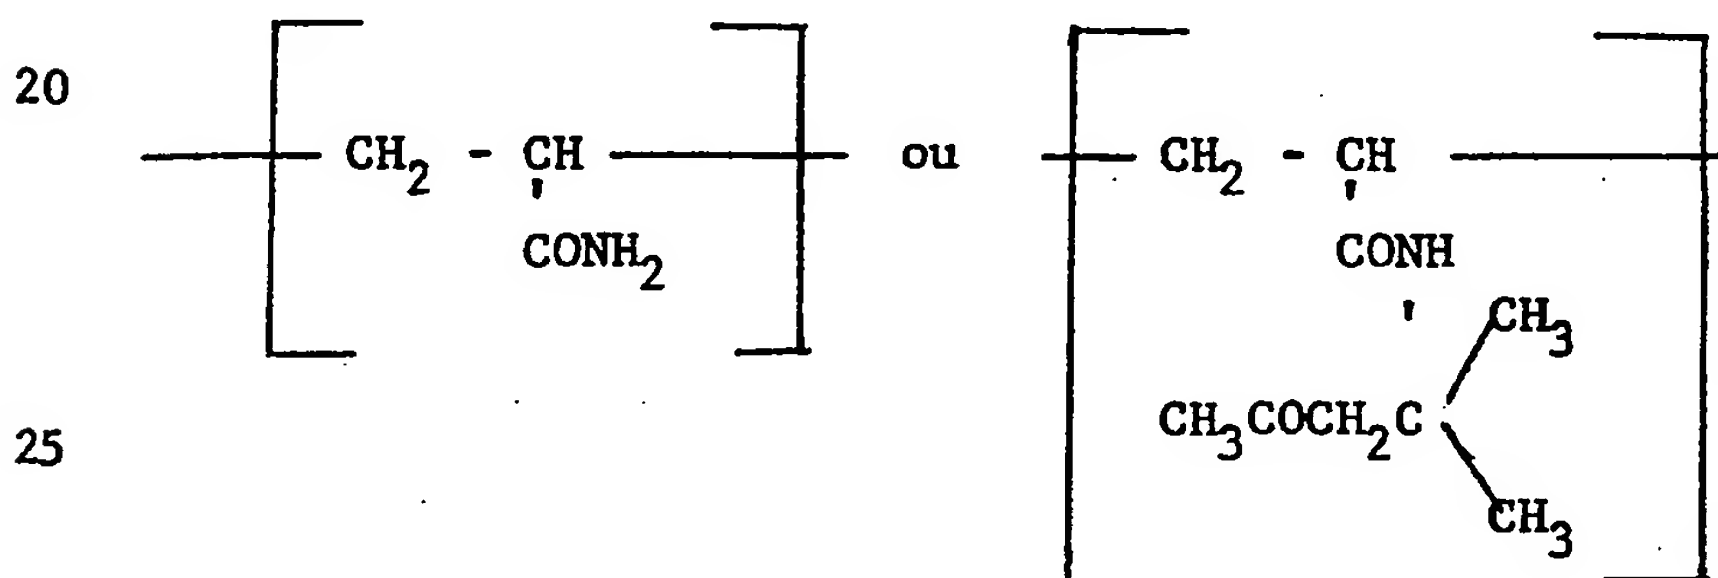 20
CH₂ - CH ou CH₂ - CH
CONH₂ CONH
CH₃
25 CH₃COCH₂C
CH₃